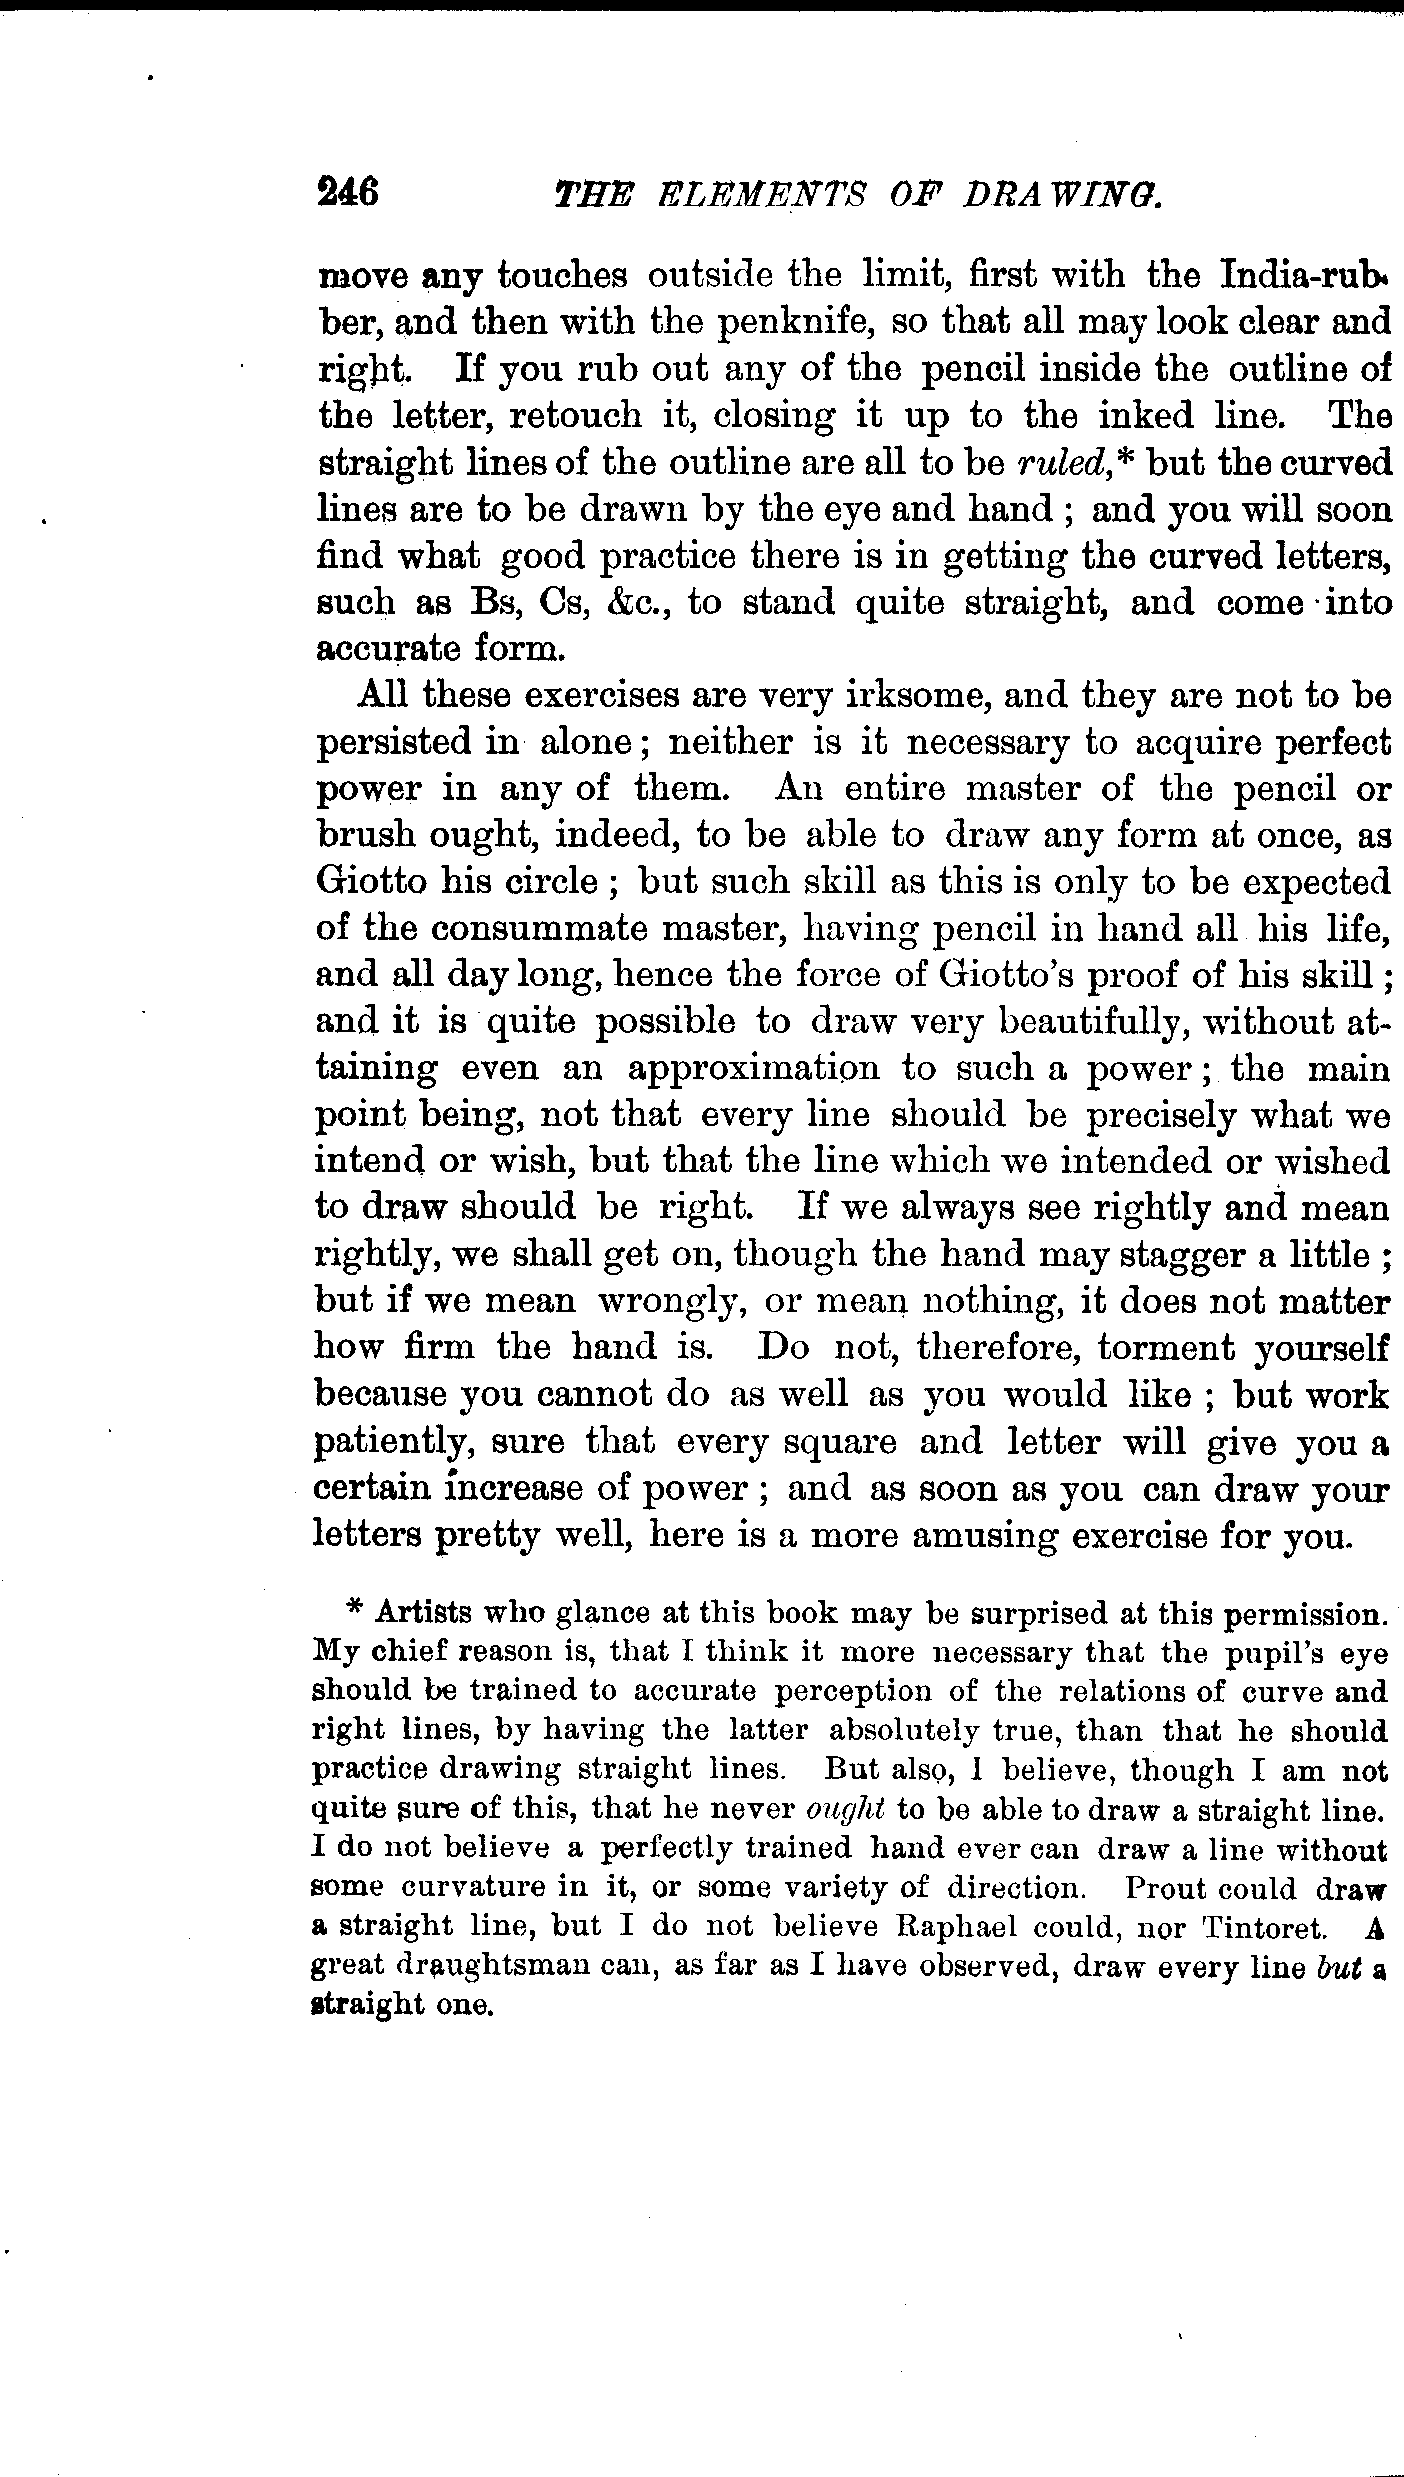 246 THE ELEMENTS OF DRAWING.
move any touches outside the limit, first with the India-rub-
ber, and then with the penknife, so that all may look clear and
right. If you rub out any of the pencil inside the outline of
the letter, retouch it, closing it up to the inked line. The
straight lines of the outline are all to be ruled,* but the curved
lines are to be drawn by the eye and hand ; and you will soon
find what good practice there is in getting the curved letters,
such as Bs, Cs, &c., to stand quite straight, and come into
accurate form.
All these exercises are very irksome, and they are not to be
persisted in alone ; neither is it necessary to acquire perfect
power in any of them. An entire master of the pencil or
brush ought, indeed, to be able to draw any form at once, as
Giotto his circle ; but such skill as this is only to be expected
of the consummate master, having pencil in hand all his life,
and all day long, hence the force of Giotto's proof of his skill ;
and it is quite possible to draw very beautifully, without at-
taining even an approximation to such a power ; the main
point being, not that every line should be precisely what we
intend or wish, but that the line which we intended or wished
to draw should be right. If we always see rightly and mean
rightly, we shall get on, though the hand may stagger a little ;
but if we mean wrongly, or mean nothing, it does not matter
how firm the hand is. Do not, therefore, torment yourself
because you cannot do as well as you would like ; but work
patiently, sure that every square and letter will give you a
certain increase of power ; and as soon as you can draw your
letters pretty well, here is a more amusing exercise for you.
* Artists who glance at this book may be surprised at this permission.
My chief reason is, that I think it more necessary that the pupil's eye
should be trained to accurate perception of the relations of curve and
right lines, by having the latter absolutely true, than that he should
practice drawing straight lines. But also, I believe, though I am not
quite sure of this, that he never ought to be able to draw a straight line.
I do not believe a perfectly trained hand ever can draw a line without
some curvature in it, or some variety of direction. Prout could draw
a straight line, but I do not believe Raphael could, nor Tintoret. A
great draughtsman can, as far as I have observed, draw every line but a
straight one.